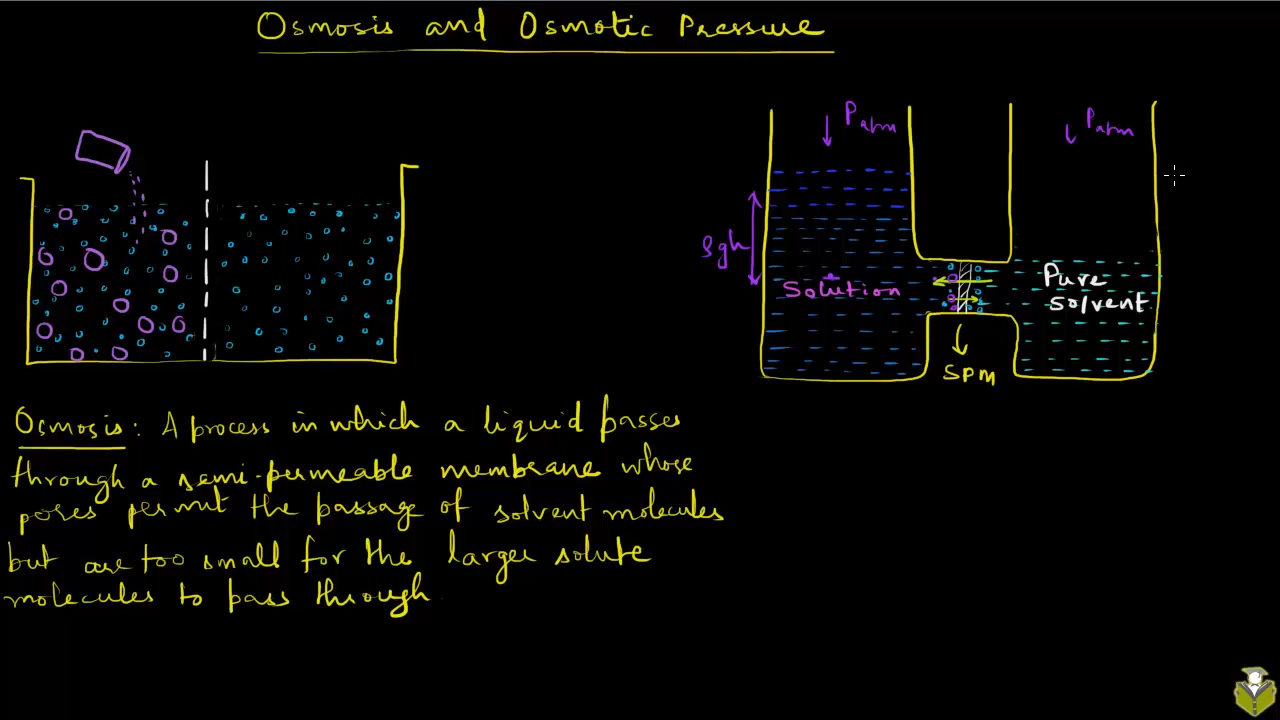 Osmosis and Osmotic Pressure
Patm
Patm
ρgh
Solution
Pure
solvent
SPM
Osmosis: A process in which a liquid passes
through a semi-permeable membrane whose
pores permit the passage of solvent molecules
but are too small for the larger solute
molecules to pass through.